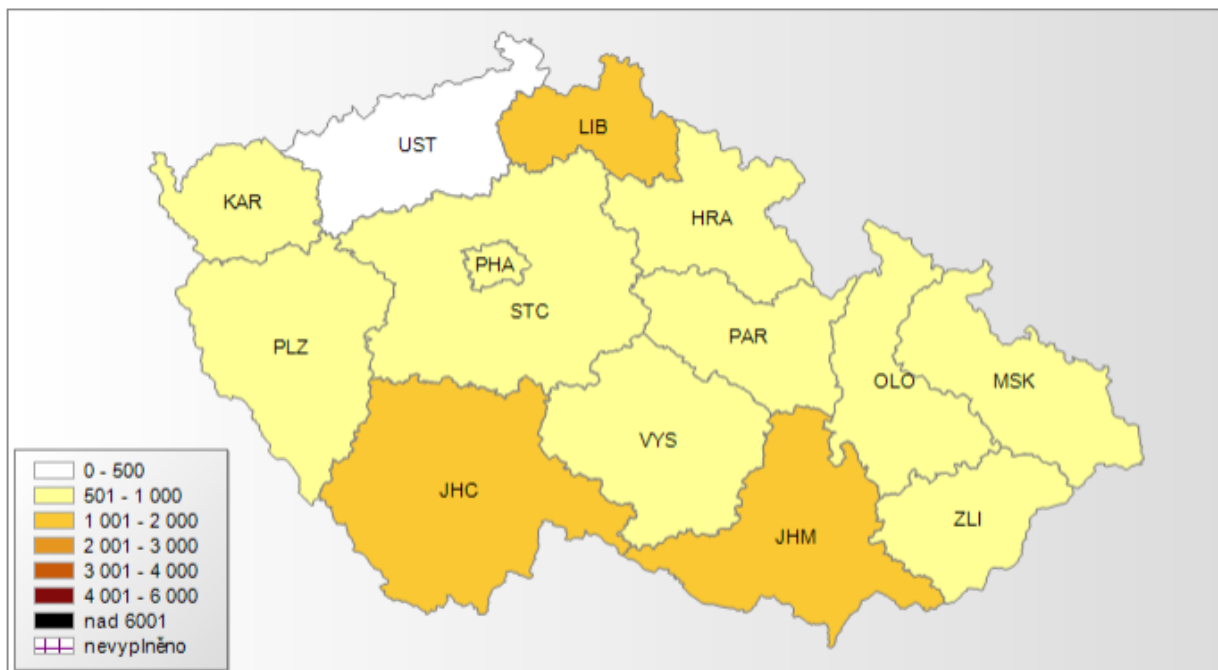 LIB
UST
KAR
HRA
PHA
STC
PAR
PLZ
OLO
MSK
VYS
JHC
ZLI
JHM
0 - 500
501 - 1 000
1 001 - 2 000
2 001 - 3 000
3 001 - 4 000
4 001 - 6 000
nad 6001
nevyplněno